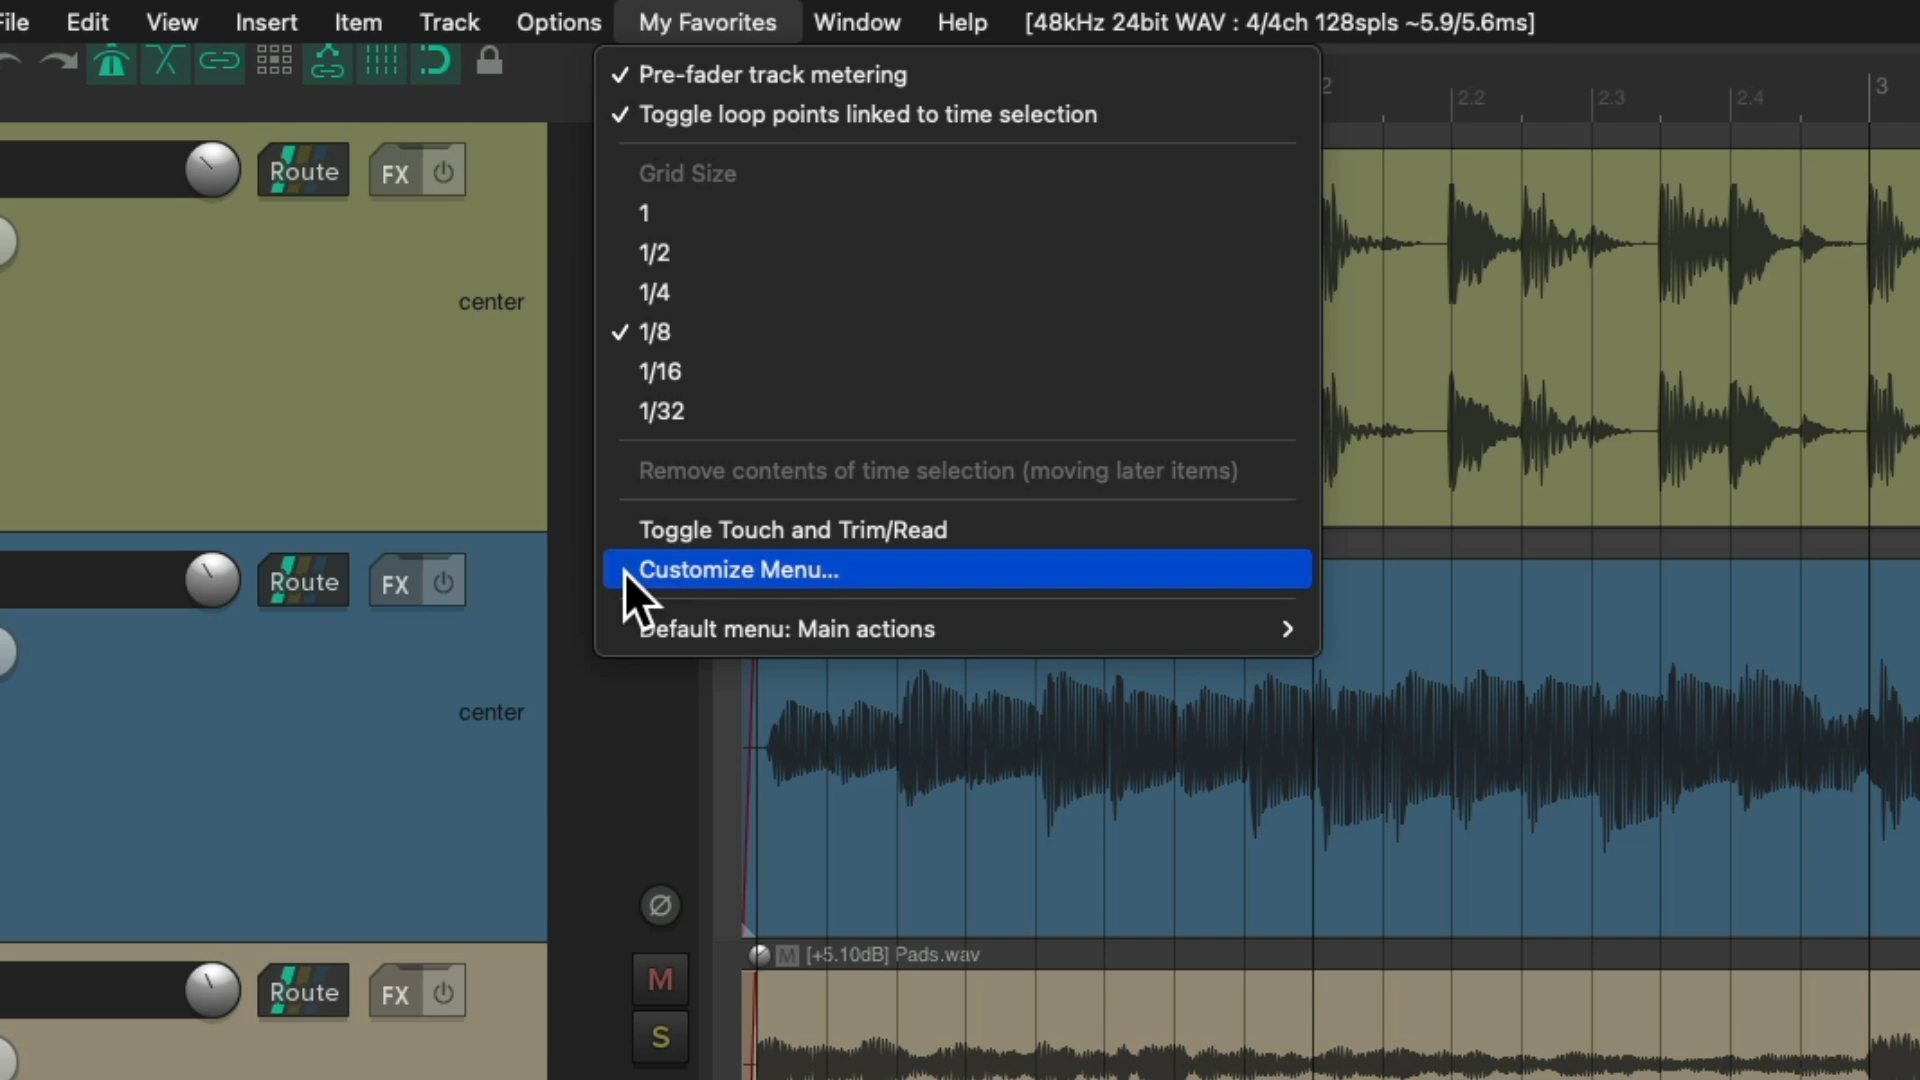 File Edit View Insert Item Track Options My Favorites Window Help [48kHz 24bit WAV : 4/4ch 128spls ~5.9/5.6ms]
Pre-fader track metering
Toggle loop points linked to time selection
2 2.2 2.3 2.4 3
Route FX
Grid Size
1
1/2
1/4
center
1/8
1/16
1/32
Remove contents of time selection (moving later items)
Toggle Touch and Trim/Read
Route FX
Customize Menu...
Default menu: Main actions
center
M [+5.10dB] Pads.wav
Route FX
M
S